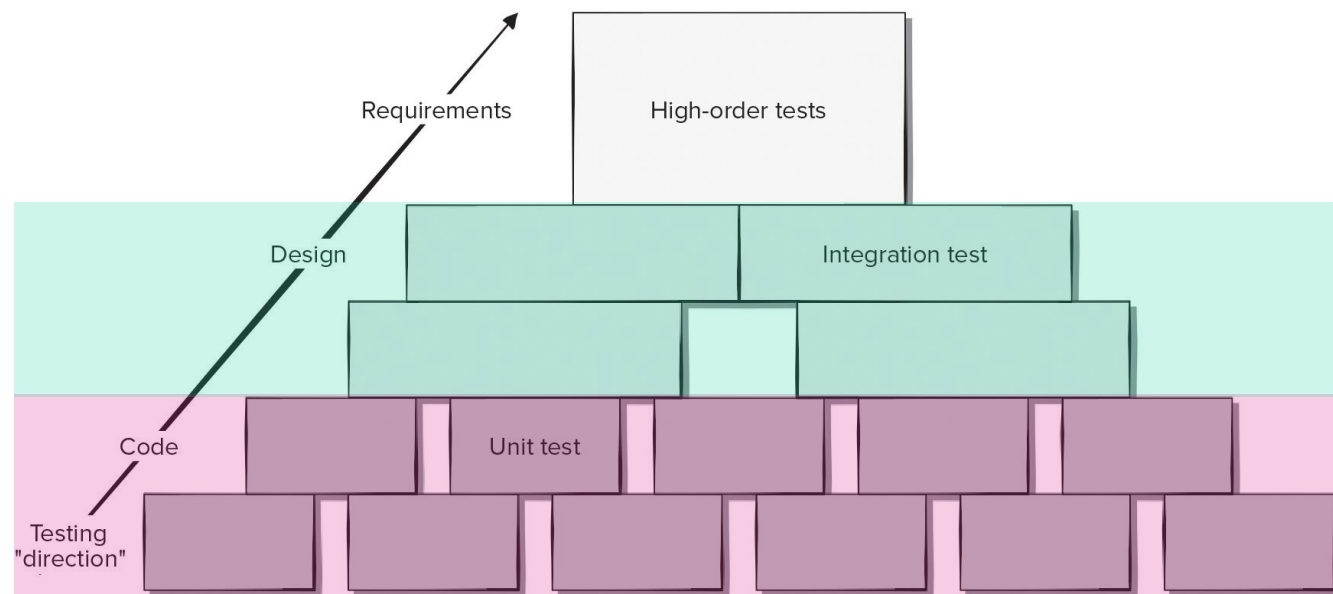 Requirements
High-order tests
Design
Integration test
Code
Unit test
Testing
"direction"